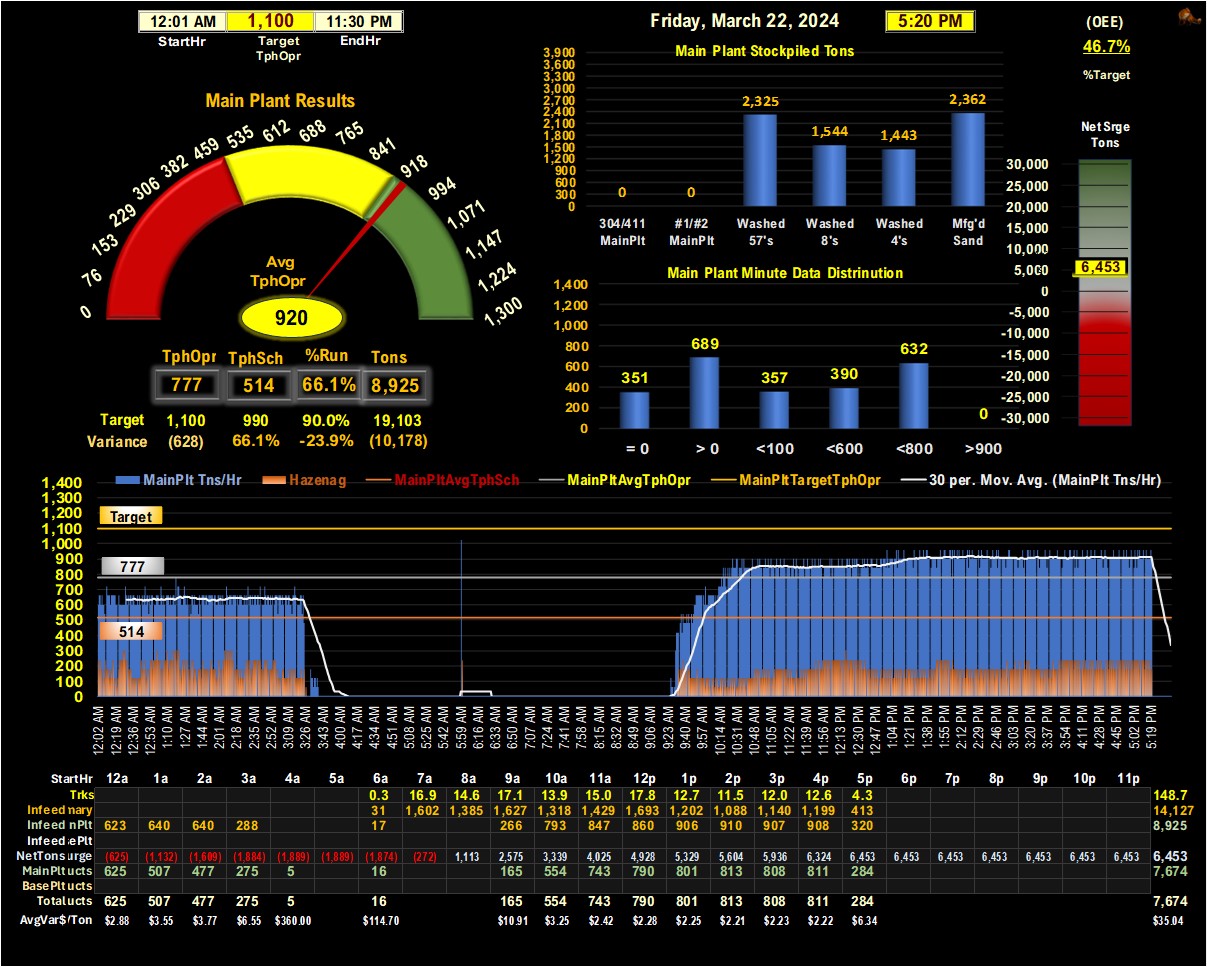 12:01 AM 1,100 11:30 PM
StartHr Target TphOpr EndHr
Friday, March 22, 2024 5:20 PM
(OEE)
46.7%
%Target
Main Plant Results
0 76 153 229 306 382 459 535 612 688 765 841 918 994 1,071 1,147 1,224 1,300
Avg
TphOpr
920
TphOpr TphSch %Run Tons
777 514 66.1% 8,925
Target 1,100 990 90.0% 19,103
Variance (628) 66.1% -23.9% (10,178)
Main Plant Stockpiled Tons
3,900
3,600
3,300
3,000
2,700
2,400
2,100
1,800
1,500
1,200
900
600
300
0
0 0 2,325 1,544 1,443 2,362
304/411 #1/#2 Washed Washed Washed Mfg'd
MainPlt MainPlt 57's 8's 4's Sand
Main Plant Minute Data Distrinution
1,400
1,200
1,000
800
600
400
200
0
351 689 357 390 632 0
= 0 > 0 <100 <600 <800 >900
Net Srge
Tons
30,000
25,000
20,000
15,000
10,000
5,000
0
-5,000
-10,000
-15,000
-20,000
-25,000
-30,000
6,453
MainPlt Tns/Hr Hazenag MainPltAvgTphSch MainPltAvgTphOpr MainPltTargetTphOpr 30 per. Mov. Avg. (MainPlt Tns/Hr)
1,400
1,300
1,200
1,100
1,000
900
800
700
600
500
400
300
200
100
0
Target
777
514
12:02 AM 12:19 AM 12:36 AM 12:53 AM 1:10 AM 1:27 AM 1:44 AM 2:01 AM 2:18 AM 2:35 AM 2:52 AM 3:09 AM 3:26 AM 3:43 AM 4:00 AM 4:17 AM 4:34 AM 4:51 AM 5:08 AM 5:25 AM 5:42 AM 5:59 AM 6:16 AM 6:33 AM 6:50 AM 7:07 AM 7:24 AM 7:41 AM 7:58 AM 8:15 AM 8:32 AM 8:49 AM 9:06 AM 9:23 AM 9:40 AM 9:57 AM 10:14 AM 10:31 AM 10:48 AM 11:05 AM 11:22 AM 11:39 AM 11:56 AM 12:13 PM 12:30 PM 12:47 PM 1:04 PM 1:21 PM 1:38 PM 1:55 PM 2:12 PM 2:29 PM 2:46 PM 3:03 PM 3:20 PM 3:37 PM 3:54 PM 4:11 PM 4:28 PM 4:45 PM 5:02 PM 5:19 PM
StartHr 12a 1a 2a 3a 4a 5a 6a 7a 8a 9a 10a 11a 12p 1p 2p 3p 4p 5p 6p 7p 8p 9p 10p 11p
Trks 0.3 16.9 14.6 17.1 13.9 15.0 17.8 12.7 11.5 12.0 12.6 4.3 148.7
Infeed nary 31 1,602 1,385 1,627 1,318 1,429 1,693 1,202 1,088 1,140 1,199 413 14,127
Infeed nPlt 623 640 640 288 17 266 793 847 860 906 910 907 908 320 8,925
Infeed ePlt
NetTons urge (625) (1,132) (1,609) (1,884) (1,889) (1,889) (1,874) (272) 1,113 2,575 3,339 4,025 4,928 5,329 5,604 5,936 6,324 6,453 6,453 6,453 6,453 6,453 6,453 6,453 6,453
MainPlt ucts 625 507 477 275 5 16 165 554 743 790 801 813 808 811 284 7,674
BasePlt ucts
Total ucts 625 507 477 275 5 16 165 554 743 790 801 813 808 811 284 7,674
AvgVar$/Ton $2.88 $3.55 $3.77 $6.55 $360.00 $114.70 $10.91 $3.25 $2.42 $2.28 $2.25 $2.21 $2.23 $2.22 $6.34 $35.04